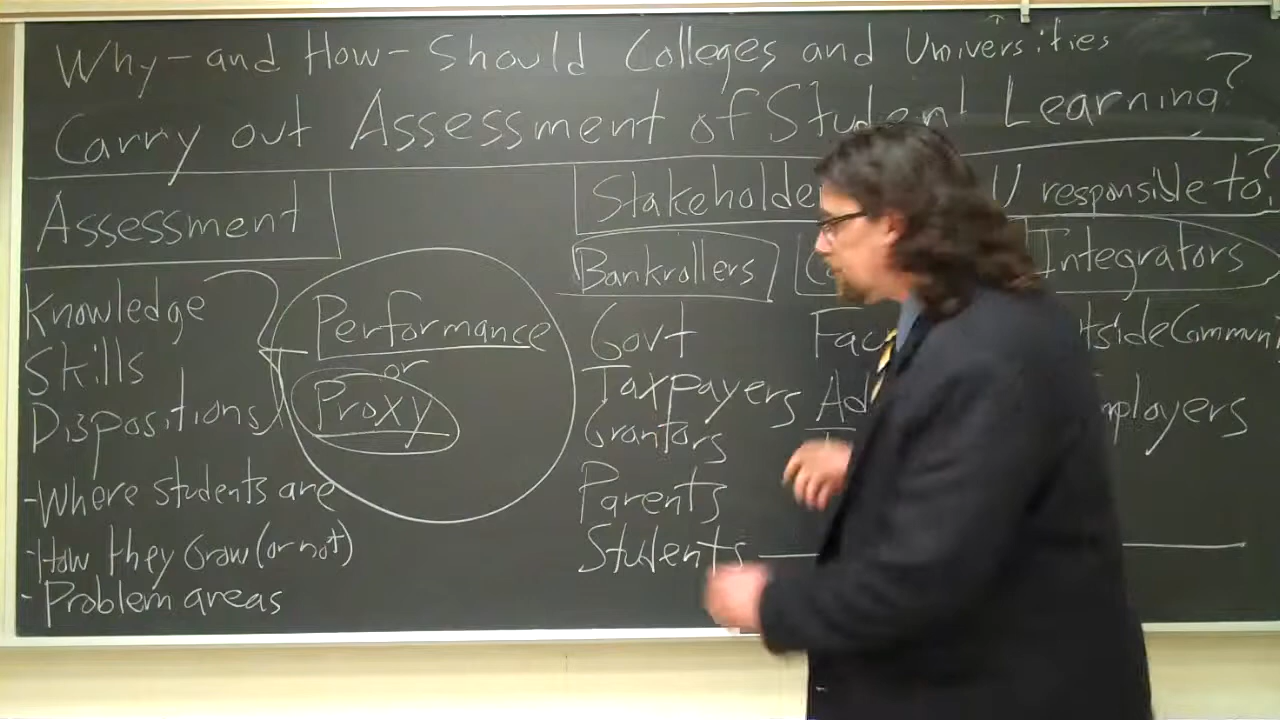 Why - and How - Should Colleges and Universities
Carry out Assessment of Student Learning?
Assessment
Knowledge
Skills
Dispositions
- Where students are
- How they Grow (or not)
- Problem areas
Performance
or
Proxy
Stakeholder
U responsible to?
Bankrollers
Govt
Taxpayers
Grantors
Parents
Students
Fac
Ad
Integrators
tsideCommuni
mployers